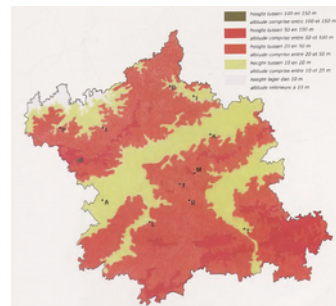 hoogte tussen 100 en 150 m
altitude comprise entre 100 et 150 m
hoogte tussen 50 en 100 m
altitude comprise entre 50 et 100 m
hoogte tussen 20 en 50 m
altitude comprise entre 20 et 50 m
hoogte tussen 10 en 20 m
altitude comprise entre 10 et 20 m
hoogte lager dan 10 m
altitude inférieure à 10 m
A